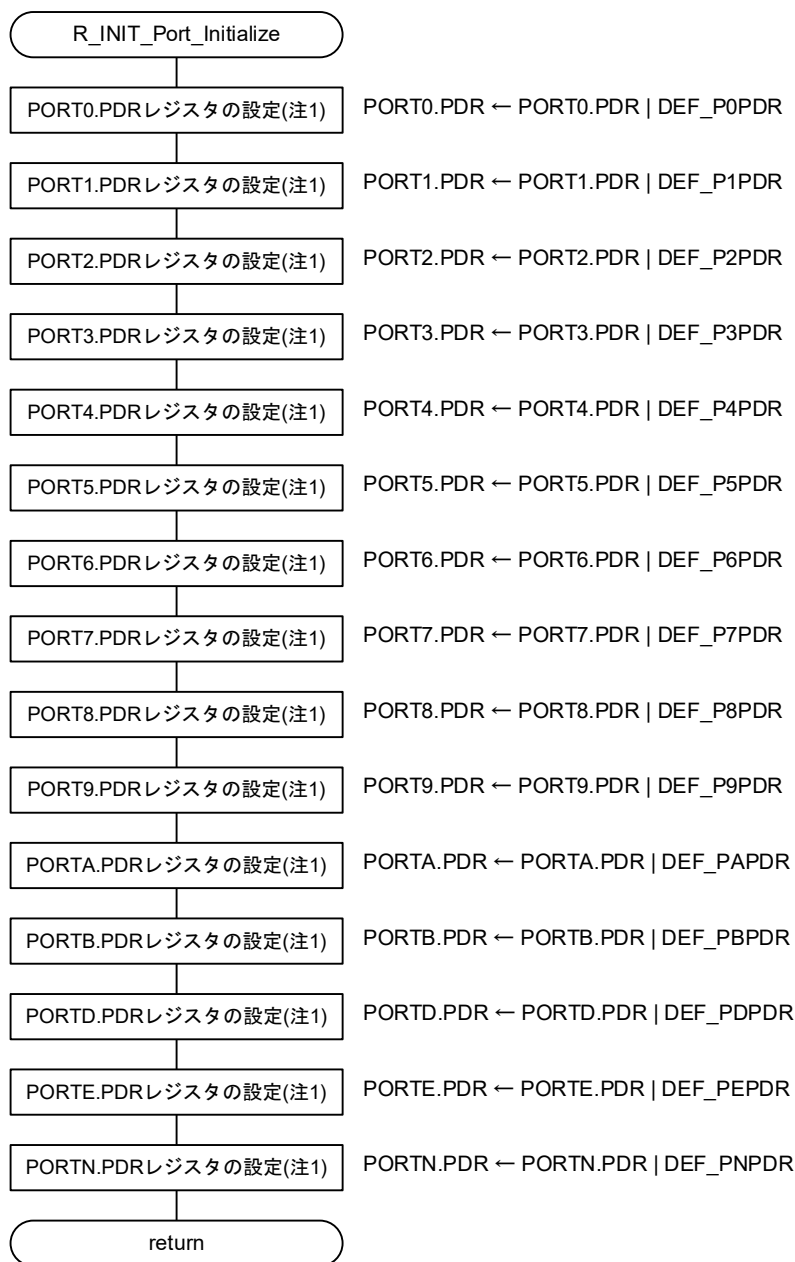 R_INIT_Port_Initialize
PORT0.PDRレジスタの設定(注1) PORT0.PDR ← PORT0.PDR | DEF_P0PDR
PORT1.PDRレジスタの設定(注1) PORT1.PDR ← PORT1.PDR | DEF_P1PDR
PORT2.PDRレジスタの設定(注1) PORT2.PDR ← PORT2.PDR | DEF_P2PDR
PORT3.PDRレジスタの設定(注1) PORT3.PDR ← PORT3.PDR | DEF_P3PDR
PORT4.PDRレジスタの設定(注1) PORT4.PDR ← PORT4.PDR | DEF_P4PDR
PORT5.PDRレジスタの設定(注1) PORT5.PDR ← PORT5.PDR | DEF_P5PDR
PORT6.PDRレジスタの設定(注1) PORT6.PDR ← PORT6.PDR | DEF_P6PDR
PORT7.PDRレジスタの設定(注1) PORT7.PDR ← PORT7.PDR | DEF_P7PDR
PORT8.PDRレジスタの設定(注1) PORT8.PDR ← PORT8.PDR | DEF_P8PDR
PORT9.PDRレジスタの設定(注1) PORT9.PDR ← PORT9.PDR | DEF_P9PDR
PORTA.PDRレジスタの設定(注1) PORTA.PDR ← PORTA.PDR | DEF_PAPDR
PORTB.PDRレジスタの設定(注1) PORTB.PDR ← PORTB.PDR | DEF_PBPDR
PORTD.PDRレジスタの設定(注1) PORTD.PDR ← PORTD.PDR | DEF_PDPDR
PORTE.PDRレジスタの設定(注1) PORTE.PDR ← PORTE.PDR | DEF_PEPDR
PORTN.PDRレジスタの設定(注1) PORTN.PDR ← PORTN.PDR | DEF_PNPDR
return